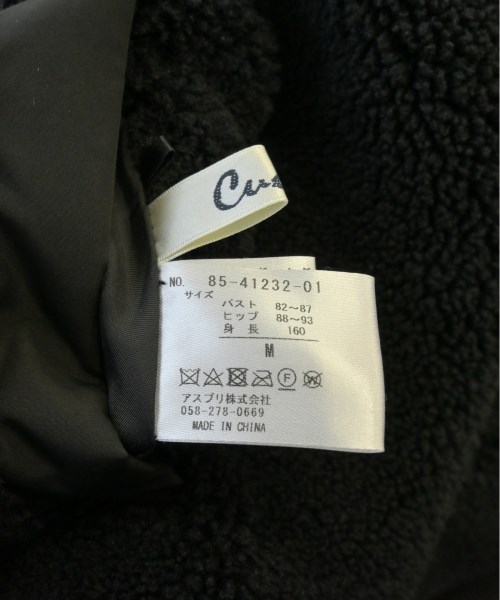 NO. 85-41232-01
サイズ
バスト 82〜87
ヒップ 88〜93
身長 160
M
F
アスプリ株式会社
058-278-0669
MADE IN CHINA